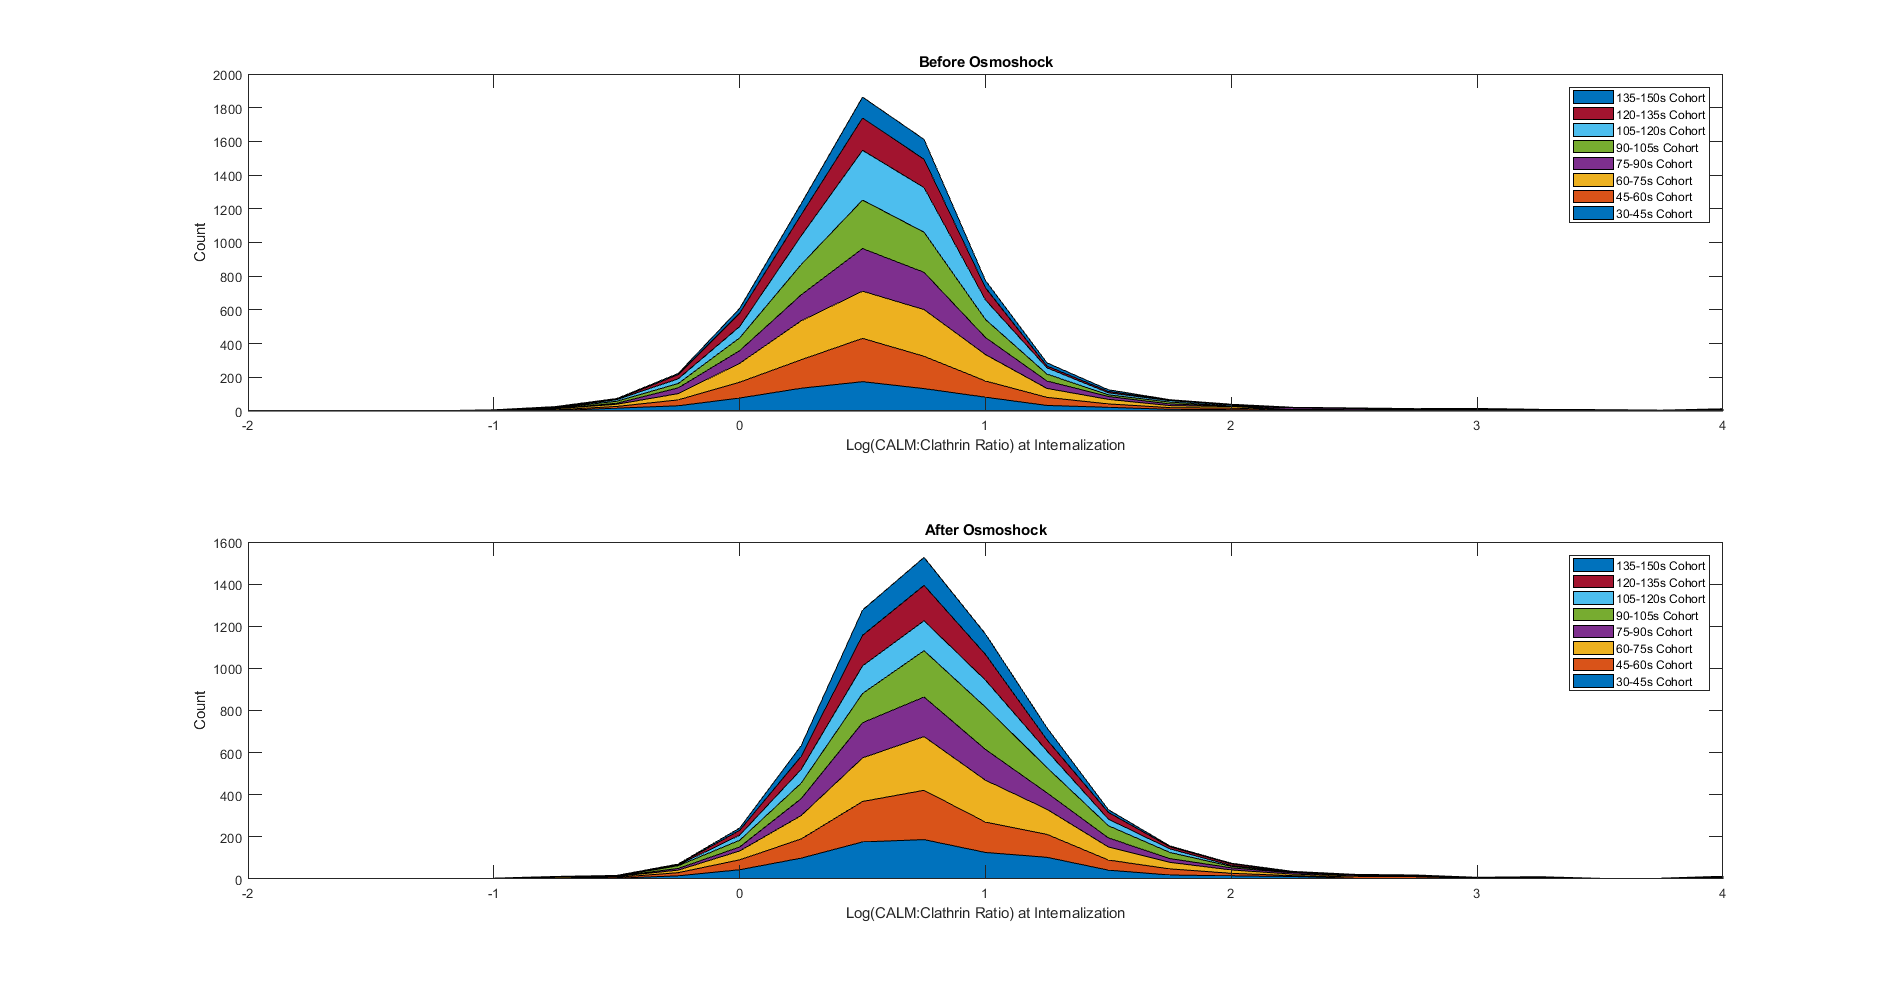 Before Osmoshock
2000
1800
1600
1400
1200
1000
800
600
400
200
0
Count
135-150s Cohort
120-135s Cohort
105-120s Cohort
90-105s Cohort
75-90s Cohort
60-75s Cohort
45-60s Cohort
30-45s Cohort
-2 -1 0 1 2 3 4
Log(CALM:Clathrin Ratio) at Internalization
After Osmoshock
1600
1400
1200
1000
800
600
400
200
0
Count
135-150s Cohort
120-135s Cohort
105-120s Cohort
90-105s Cohort
75-90s Cohort
60-75s Cohort
45-60s Cohort
30-45s Cohort
-2 -1 0 1 2 3 4
Log(CALM:Clathrin Ratio) at Internalization